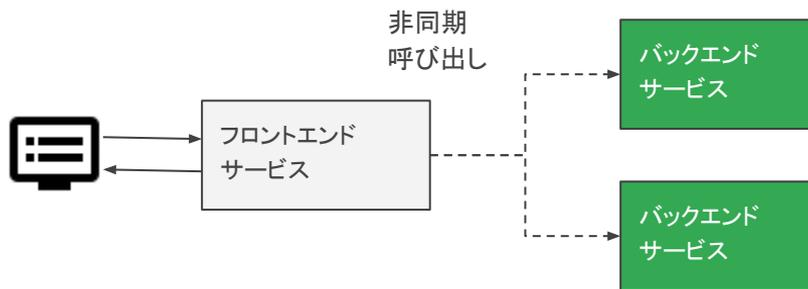 非同期
呼び出し
バックエンド
サービス
フロントエンド
サービス
バックエンド
サービス